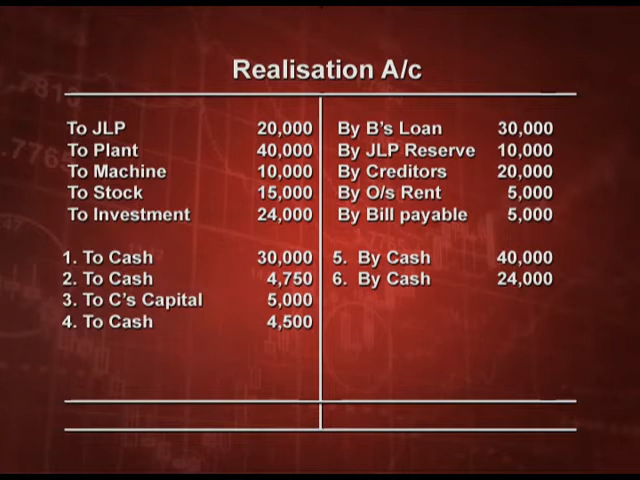 Realisation A/c
To JLP 20,000 By B's Loan 30,000
To Plant 40,000 By JLP Reserve 10,000
To Machine 10,000 By Creditors 20,000
To Stock 15,000 By O/s Rent 5,000
To Investment 24,000 By Bill payable 5,000
1. To Cash 30,000 5. By Cash 40,000
2. To Cash 4,750 6. By Cash 24,000
3. To C's Capital 5,000
4. To Cash 4,500